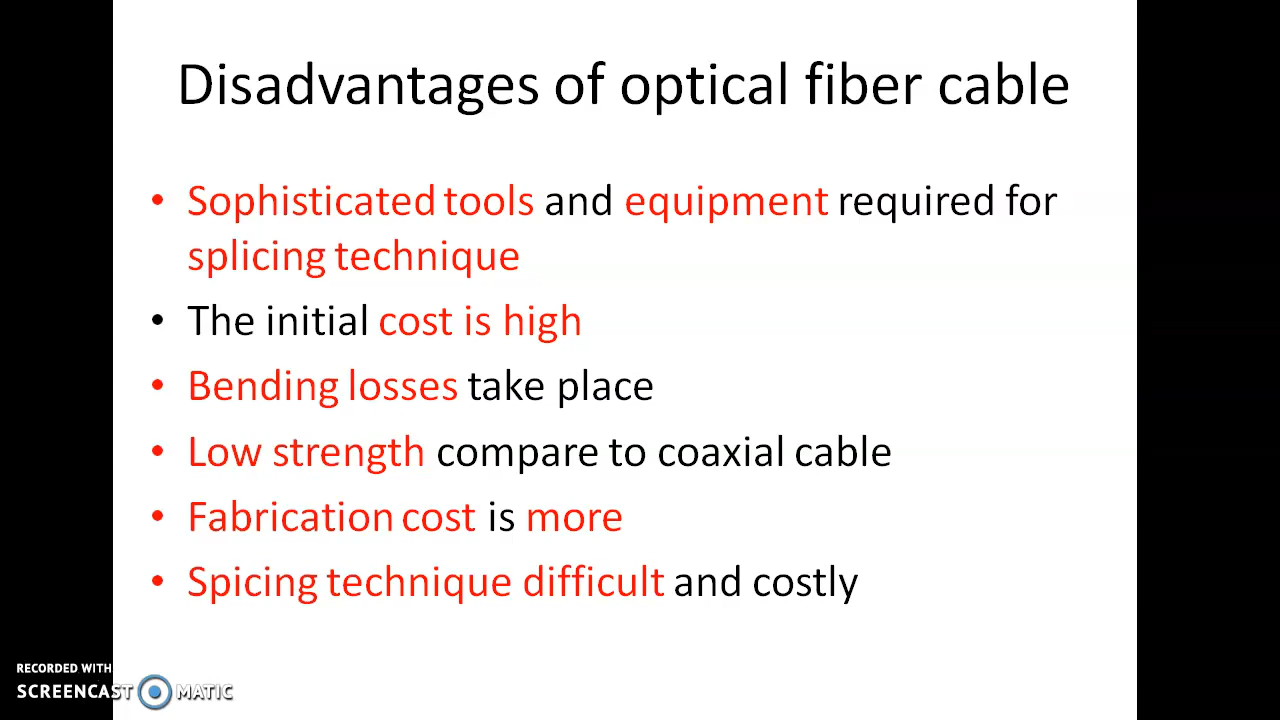 Disadvantages of optical fiber cable
• Sophisticated tools and equipment required for
splicing technique
• The initial cost is high
• Bending losses take place
• Low strength compare to coaxial cable
• Fabrication cost is more
• Spicing technique difficult and costly
RECORDED WITH
SCREENCAST MATIC